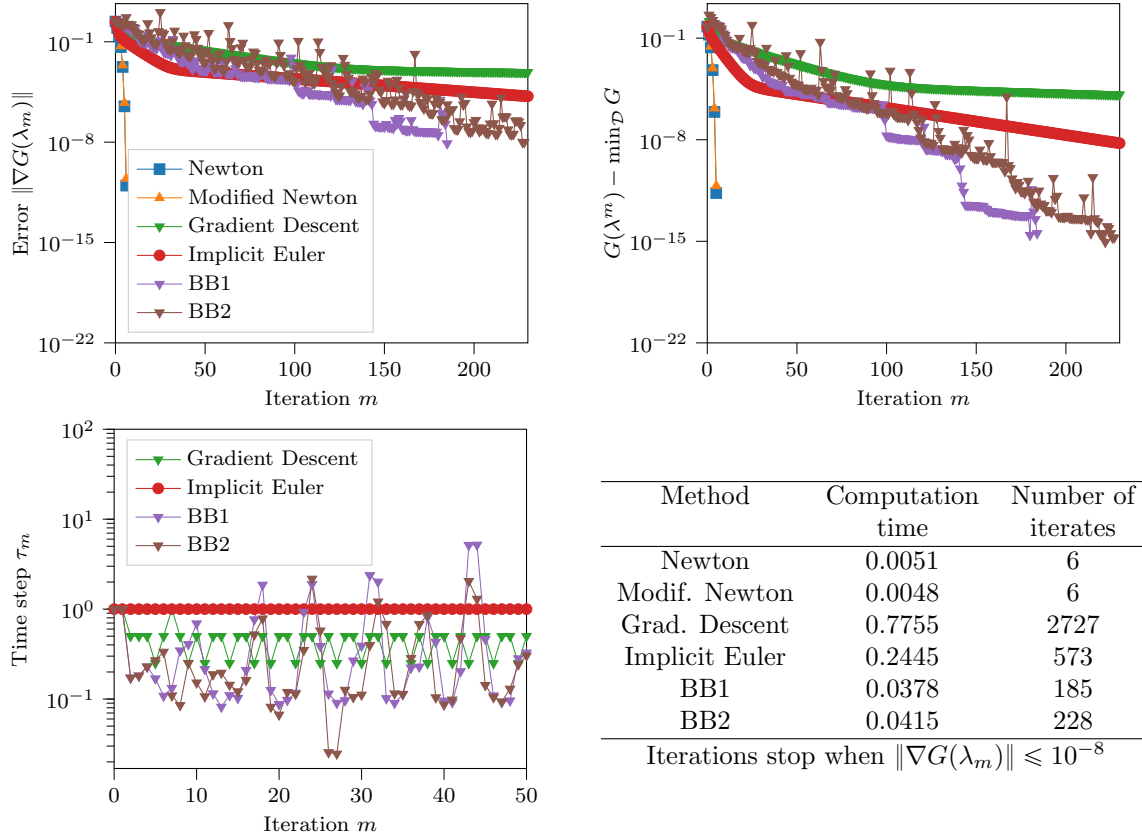 Error ‖∇G(λ_m)‖
10^{-1}
10^{-8}
10^{-15}
10^{-22}
Newton
Modified Newton
Gradient Descent
Implicit Euler
BB1
BB2
0 50 100 150 200
Iteration m
G(λ^m) − min_𝒟 G
10^{-1}
10^{-8}
10^{-15}
10^{-22}
0 50 100 150 200
Iteration m
Time step τ_m
10^2
10^1
10^0
10^{-1}
Gradient Descent
Implicit Euler
BB1
BB2
0 10 20 30 40 50
Iteration m
Method Computation Number of
time iterates
Newton 0.0051 6
Modif. Newton 0.0048 6
Grad. Descent 0.7755 2727
Implicit Euler 0.2445 573
BB1 0.0378 185
BB2 0.0415 228
Iterations stop when ‖∇G(λ_m)‖ ⩽ 10^{-8}